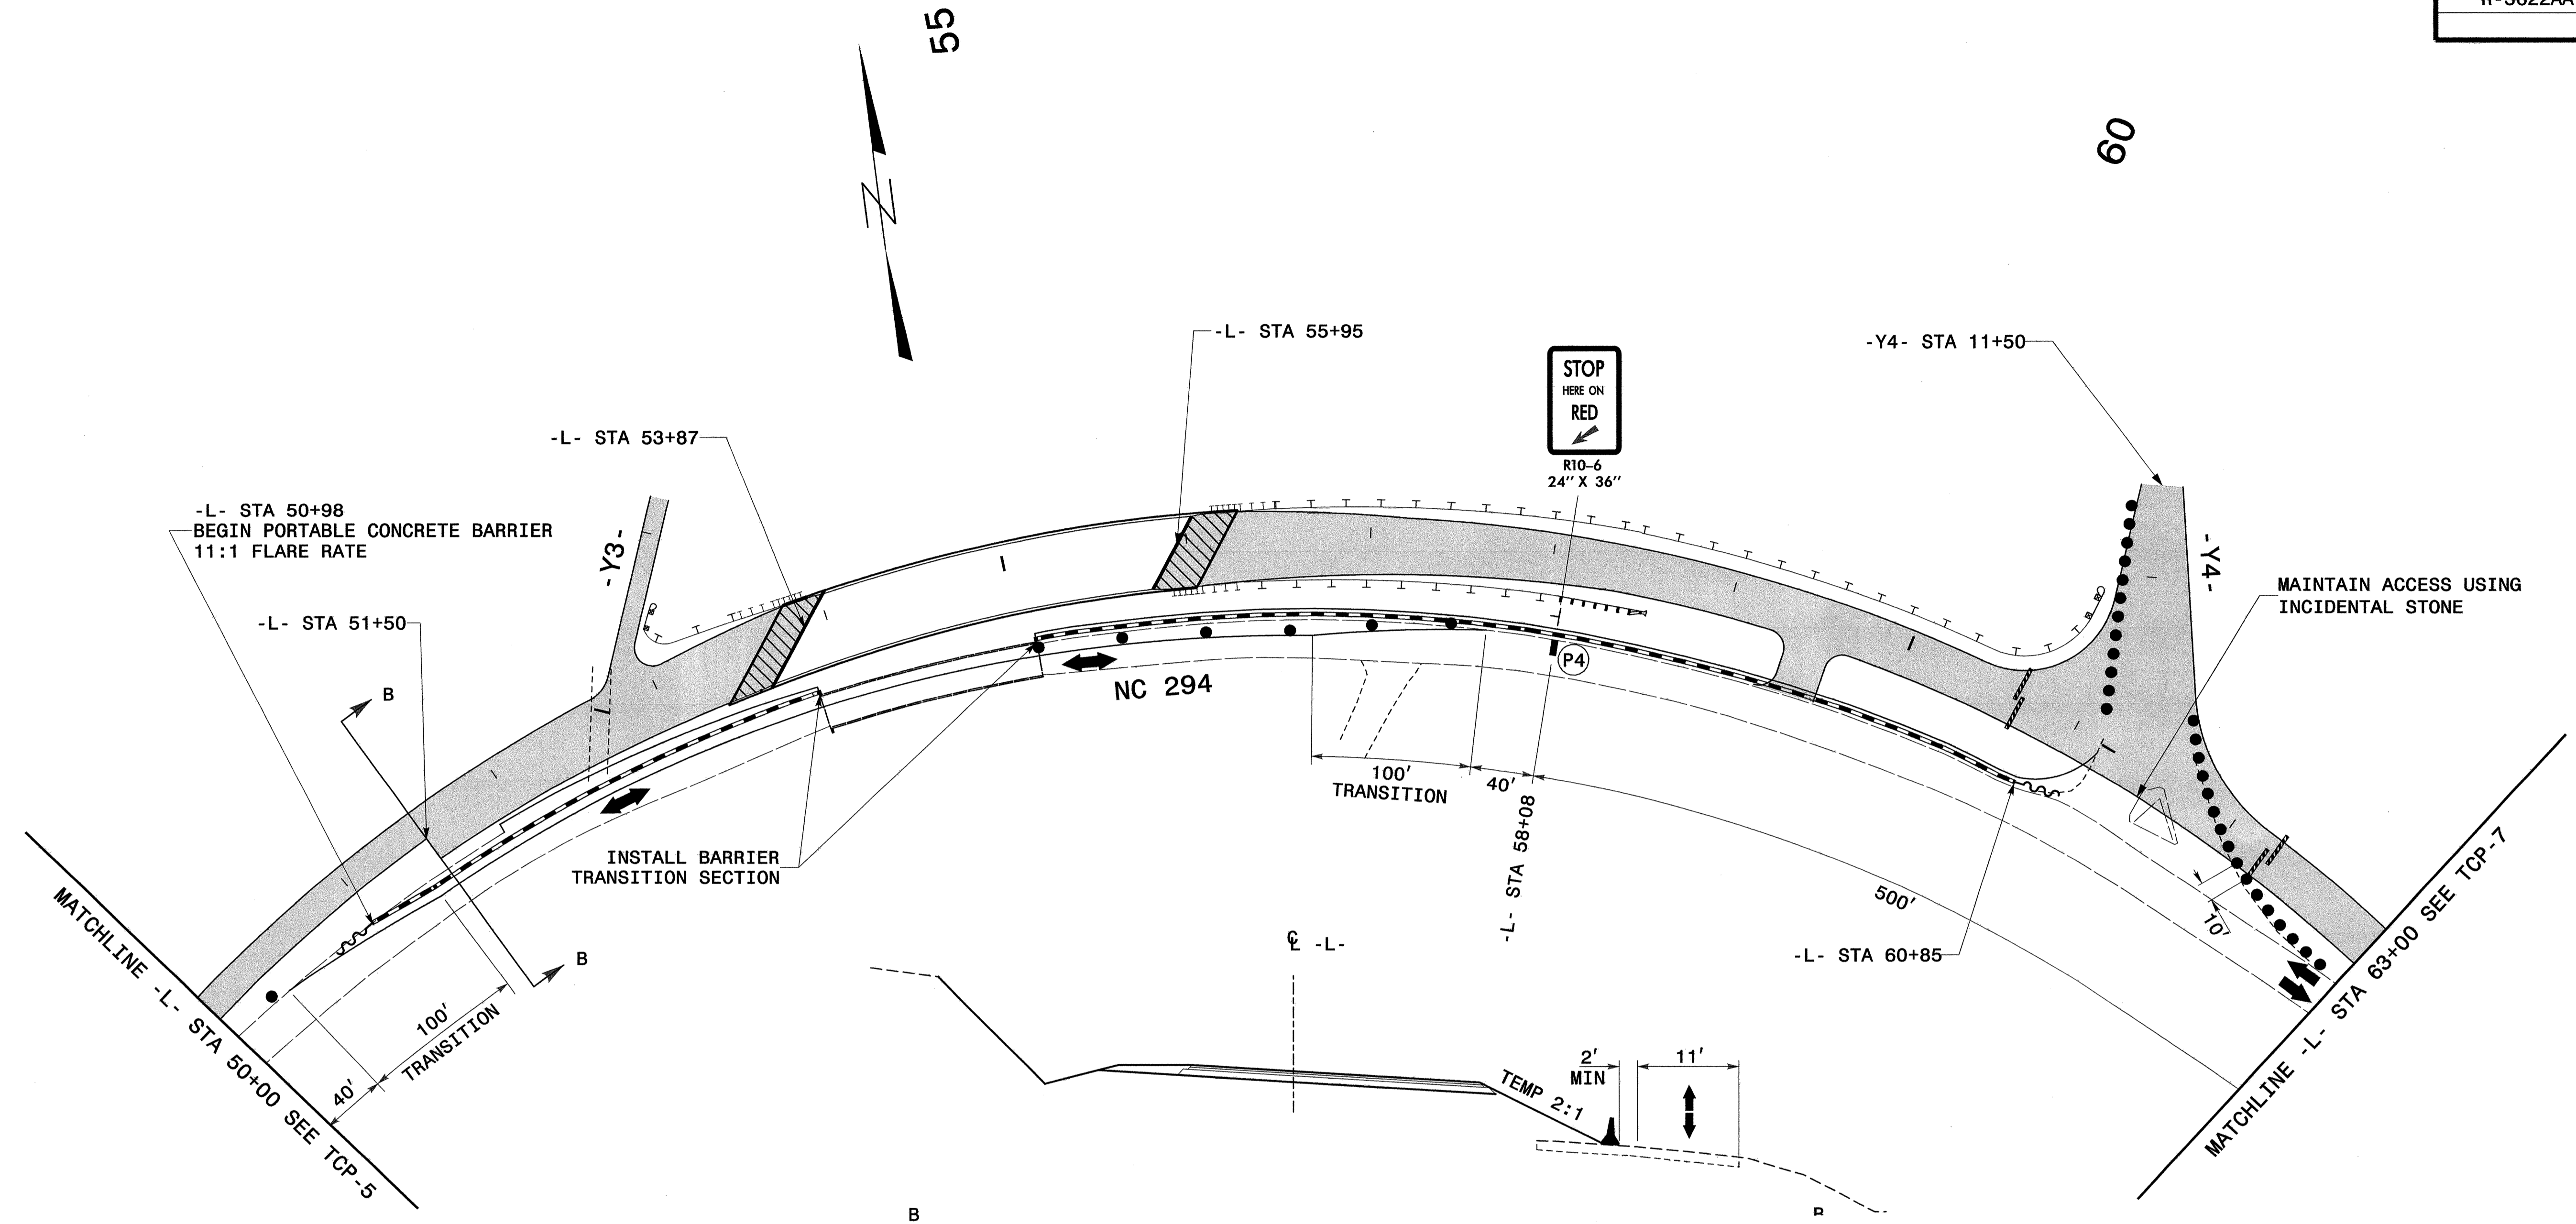 55
60
-L- STA 55+95
-Y4- STA 11+50
STOP
HERE ON
RED
R10-6
24" X 36"
-L- STA 53+87
-L- STA 50+98
BEGIN PORTABLE CONCRETE BARRIER
11:1 FLARE RATE
-Y3-
-Y4-
MAINTAIN ACCESS USING
INCIDENTAL STONE
-L- STA 51+50
B
P4
NC 294
100'
TRANSITION
40'
-L- STA 58+08
INSTALL BARRIER
TRANSITION SECTION
500'
10'
-L- STA 60+85
B
MATCHLINE -L- STA 50+00 SEE TCP-5
100'
TRANSITION
40'
MATCHLINE -L- STA 63+00 SEE TCP-7
℄ -L-
TEMP 2:1
2'
MIN
11'
B